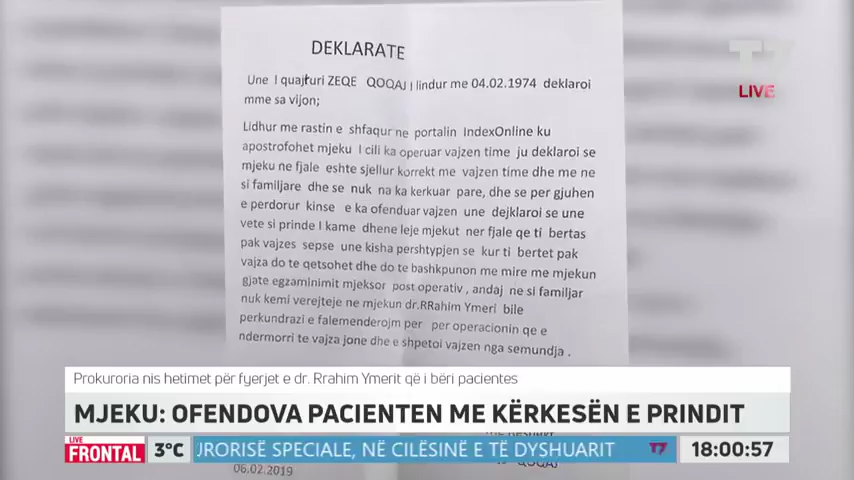 T7
LIVE
DEKLARATE
Une I quajturi ZEQE QOQAJ I lindur me 04.02.1974 deklaroi
mme sa vijon;
Lidhur me rastin e shfaqur ne portalin IndexOnline ku
apostrofohet mjeku I cili ka operuar vajzen time ju deklaroi se
mjeku ne fjale eshte sjellur korrekt me vajzen time dhe me ne
si familjare dhe se nuk na ka kerkuar pare, dhe se per gjuhen
e perdorur kinse e ka ofenduar vajzen une dejklaroi se une
vete si prinde I kame dhene leje mjekut ner fjale qe ti bertas
pak vajzes sepse une kisha pershtypjen se kur ti bertet pak
vajza do te qetsohet dhe do te bashkpunon me mire me mjekun
gjate egzaminimit mjeksor post operativ , andaj ne si familjar
nuk kemi verejteje ne mjekun dr.RRahim Ymeri bile
perkundrazi e falemenderojm per per operacionin qe e
ndermorri te vajza jone dhe e shpetoi vajzen nga semundja .
Prokuroria nis hetimet për fyerjet e dr. Rrahim Ymerit që i bëri pacientes
MJEKU: OFENDOVA PACIENTEN ME KËRKESËN E PRINDIT
LIVE
FRONTAL
3°C
JRORISË SPECIALE, NË CILËSINË E TË DYSHUARIT
T7
18:00:57
06.02.2019
QOQAJ